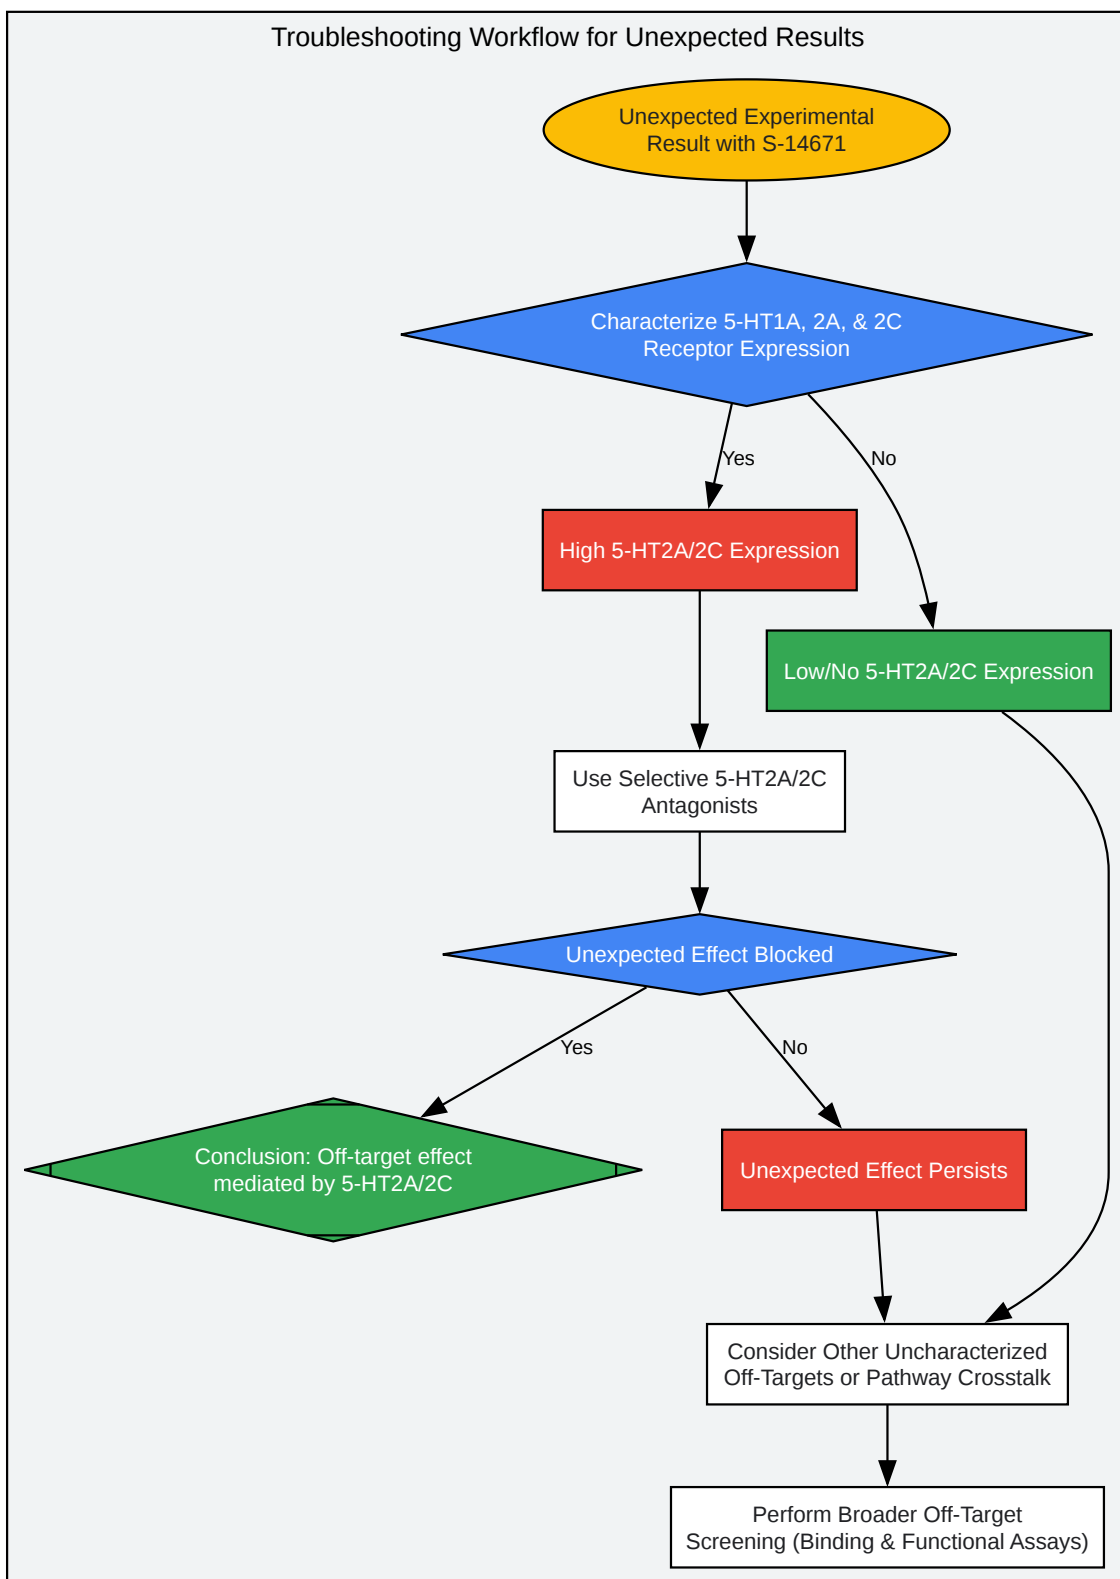 Troubleshooting Workflow for Unexpected Results
Unexpected Experimental
Result with S-14671
Characterize 5-HT1A, 2A, & 2C
Receptor Expression
Yes
No
High 5-HT2A/2C Expression
Low/No 5-HT2A/2C Expression
Use Selective 5-HT2A/2C
Antagonists
Unexpected Effect Blocked
Yes
No
Conclusion: Off-target effect
mediated by 5-HT2A/2C
Unexpected Effect Persists
Consider Other Uncharacterized
Off-Targets or Pathway Crosstalk
Perform Broader Off-Target
Screening (Binding & Functional Assays)